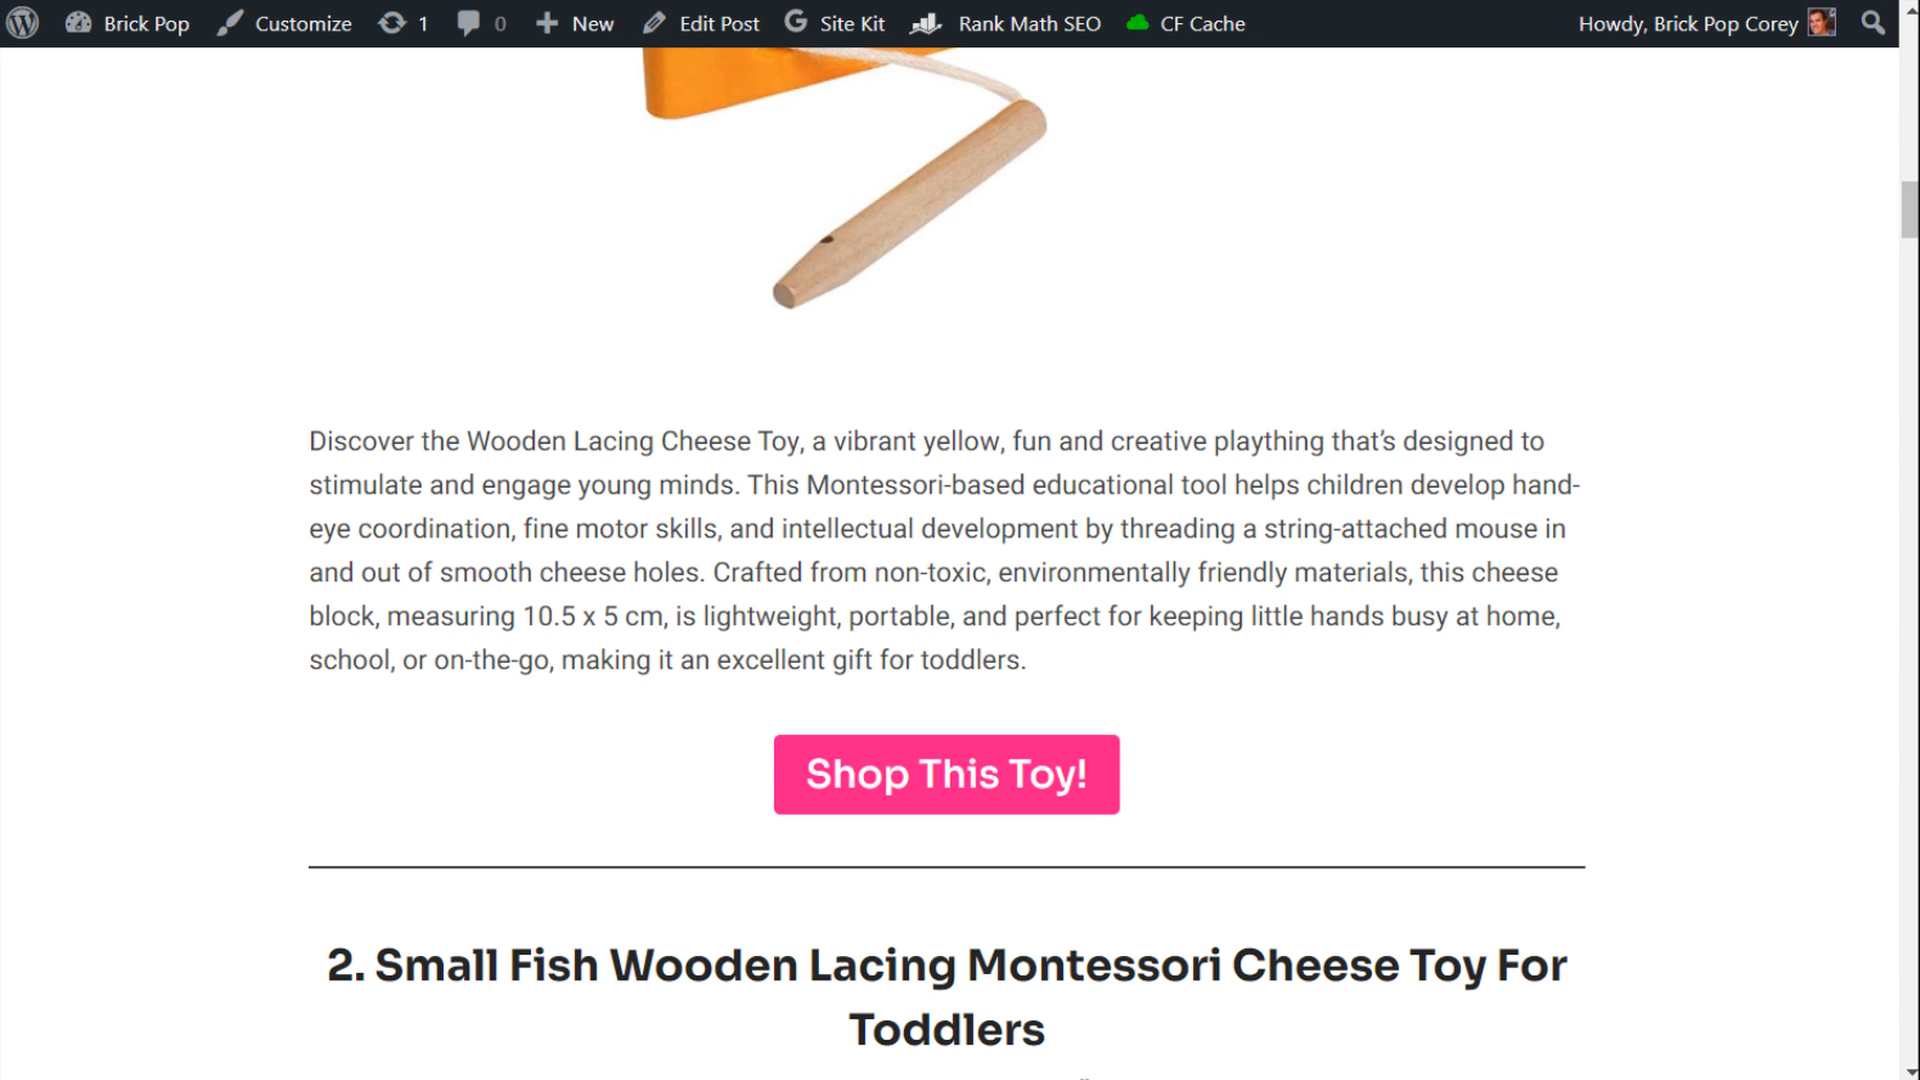 Brick Pop Customize 1 0 New Edit Post Site Kit Rank Math SEO CF Cache Howdy, Brick Pop Corey
Discover the Wooden Lacing Cheese Toy, a vibrant yellow, fun and creative plaything that’s designed to
stimulate and engage young minds. This Montessori-based educational tool helps children develop hand-
eye coordination, fine motor skills, and intellectual development by threading a string-attached mouse in
and out of smooth cheese holes. Crafted from non-toxic, environmentally friendly materials, this cheese
block, measuring 10.5 x 5 cm, is lightweight, portable, and perfect for keeping little hands busy at home,
school, or on-the-go, making it an excellent gift for toddlers.
Shop This Toy!
2. Small Fish Wooden Lacing Montessori Cheese Toy For
Toddlers